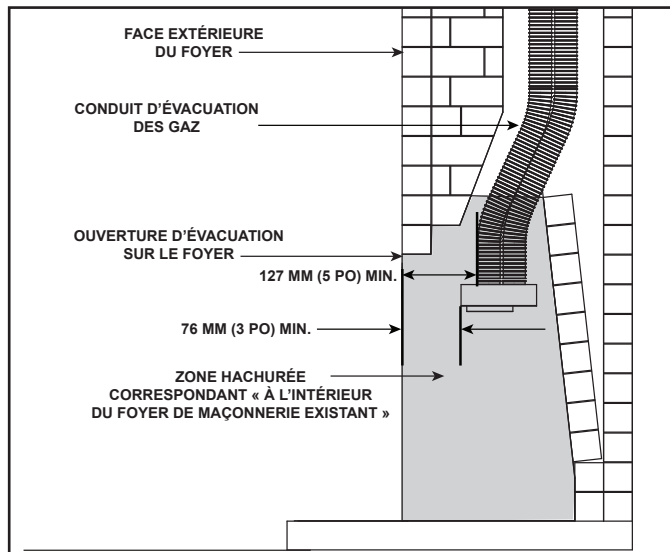 FACE EXTÉRIEURE
DU FOYER
CONDUIT D'ÉVACUATION
DES GAZ
OUVERTURE D'ÉVACUATION
SUR LE FOYER
127 MM (5 PO) MIN.
76 MM (3 PO) MIN.
ZONE HACHURÉE
CORRESPONDANT « À L'INTÉRIEUR
DU FOYER DE MAÇONNERIE EXISTANT »